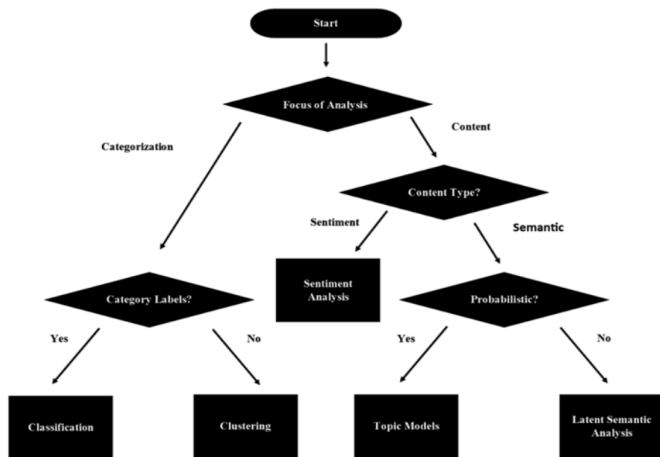 Start
Focus of Analysis
Categorization
Content
Content Type?
Sentiment
Semantic
Sentiment
Analysis
Category Labels?
Probabilistic?
Yes
No
Yes
No
Classification
Clustering
Topic Models
Latent Semantic
Analysis